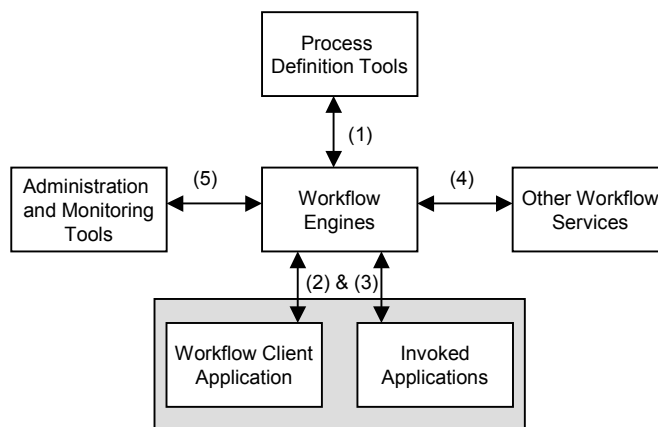 Process
Definition Tools
(1)
Administration
and Monitoring
Tools
(5)
Workflow
Engines
(4)
Other Workflow
Services
(2) & (3)
Workflow Client
Application
Invoked
Applications